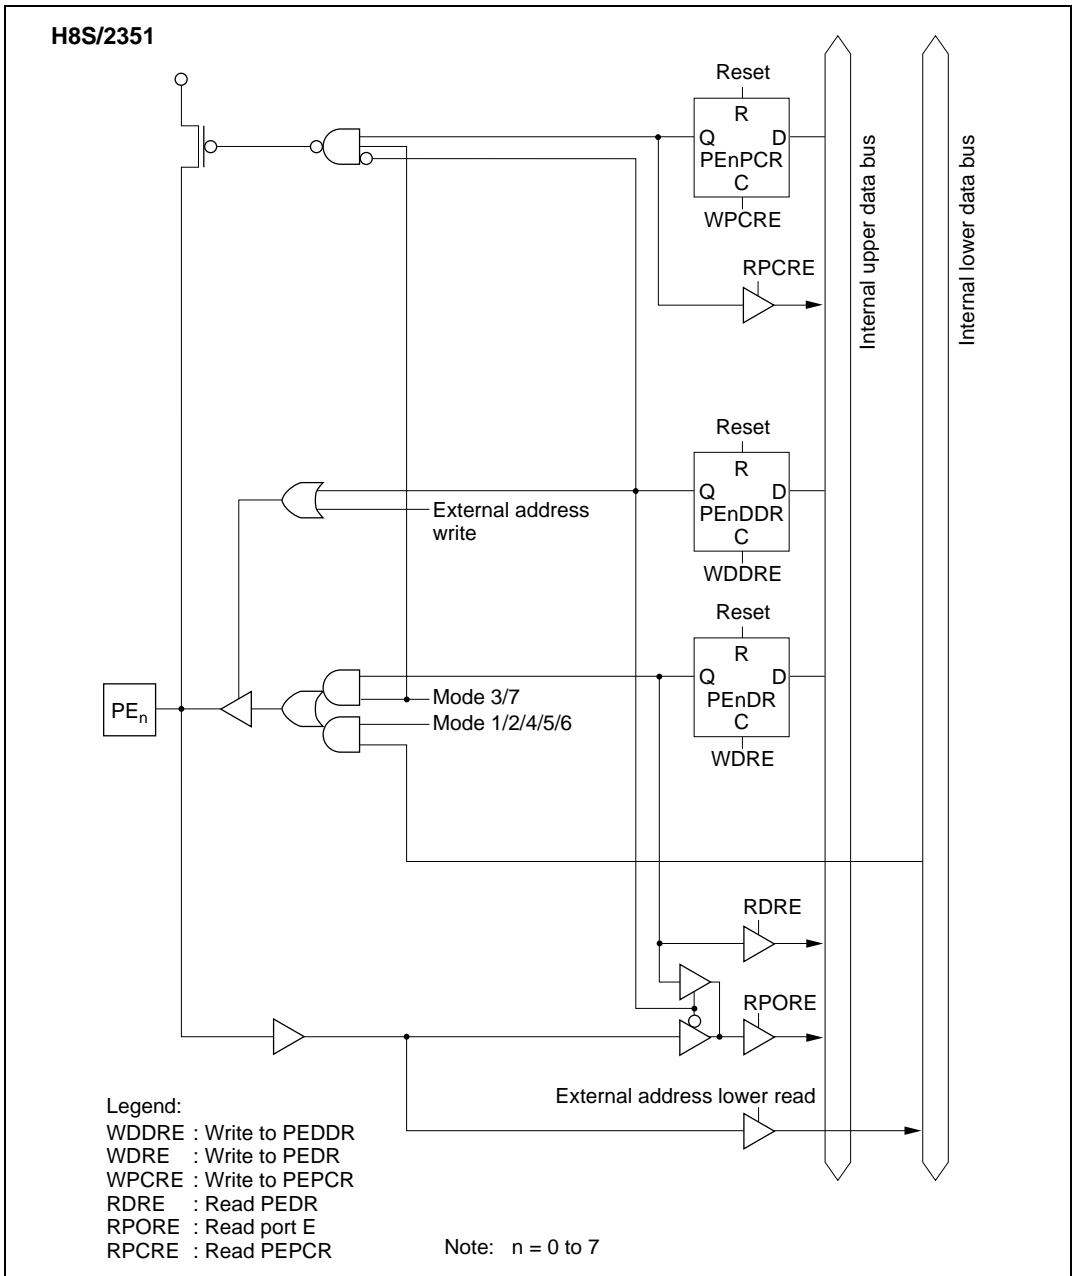 H8S/2351
Reset
R
Q D
PEnPCR
C
WPCRE
RPCRE
Internal upper data bus
Internal lower data bus
Reset
R
Q D
PEnDDR
C
WDDRE
External address
write
Reset
R
Q D
PEnDR
C
WDRE
Mode 3/7
Mode 1/2/4/5/6
PEn
RDRE
RPORE
External address lower read
Legend:
WDDRE : Write to PEDDR
WDRE : Write to PEDR
WPCRE : Write to PEPCR
RDRE : Read PEDR
RPORE : Read port E
RPCRE : Read PEPCR
Note: n = 0 to 7